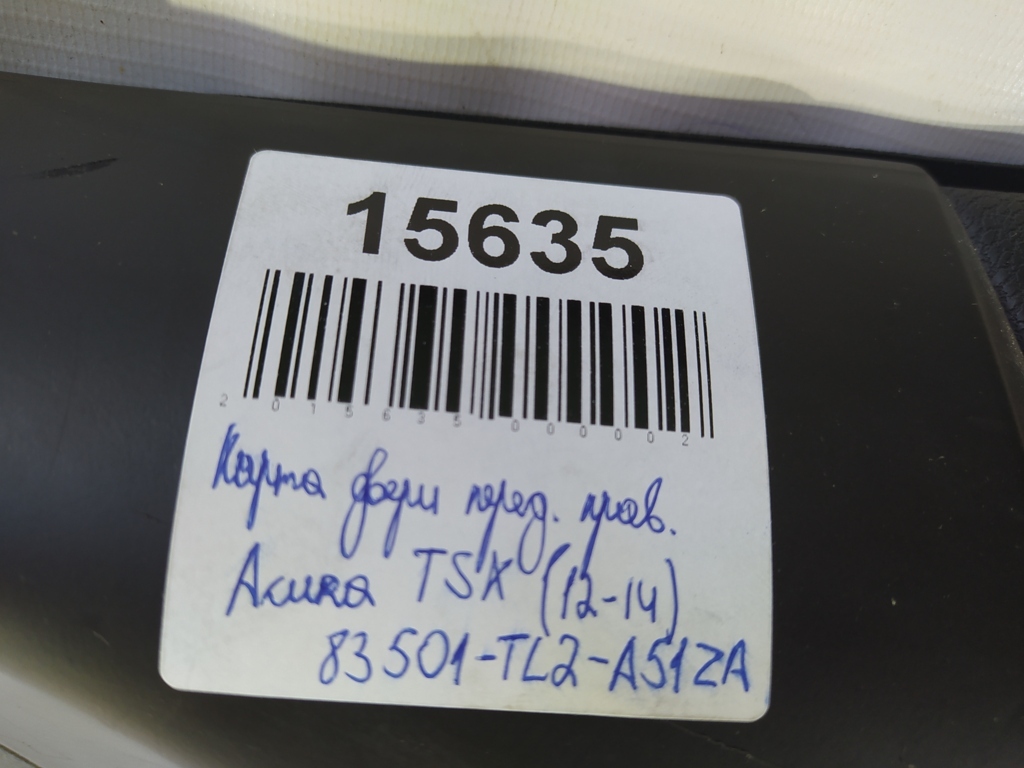 15635
2015635000002
Карта двери перед. прав.
Acura TSX (12-14)
83501-TL2-A51ZA